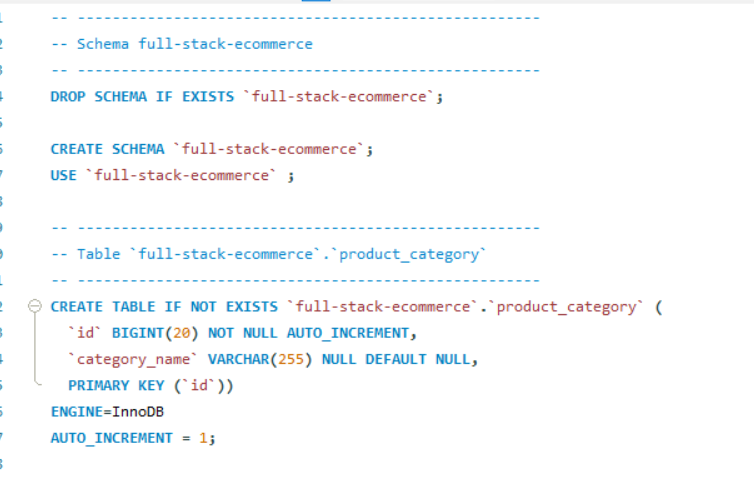 -- -----------------------------------------------------
-- Schema full-stack-ecommerce
-- -----------------------------------------------------
DROP SCHEMA IF EXISTS `full-stack-ecommerce`;
CREATE SCHEMA `full-stack-ecommerce`;
USE `full-stack-ecommerce` ;
-- -----------------------------------------------------
-- Table `full-stack-ecommerce`.`product_category`
-- -----------------------------------------------------
CREATE TABLE IF NOT EXISTS `full-stack-ecommerce`.`product_category` (
`id` BIGINT(20) NOT NULL AUTO_INCREMENT,
`category_name` VARCHAR(255) NULL DEFAULT NULL,
PRIMARY KEY (`id`))
ENGINE=InnoDB
AUTO_INCREMENT = 1;